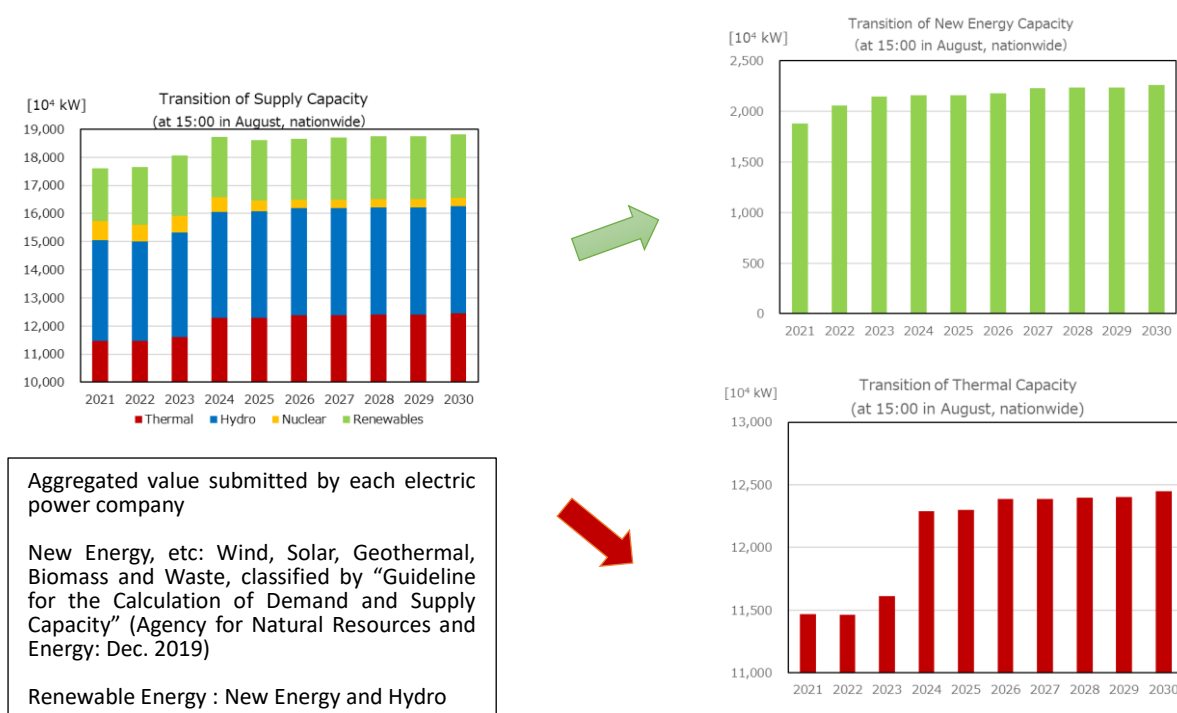 [10⁴ kW]
Transition of Supply Capacity
(at 15:00 in August, nationwide)
19,000
18,000
17,000
16,000
15,000
14,000
13,000
12,000
11,000
10,000
2021 2022 2023 2024 2025 2026 2027 2028 2029 2030
Thermal Hydro Nuclear Renewables
Aggregated value submitted by each electric
power company
New Energy, etc: Wind, Solar, Geothermal,
Biomass and Waste, classified by “Guideline
for the Calculation of Demand and Supply
Capacity” (Agency for Natural Resources and
Energy: Dec. 2019)
Renewable Energy : New Energy and Hydro
Transition of New Energy Capacity
[10⁴ kW]
(at 15:00 in August, nationwide)
2,500
2,000
1,500
1,000
500
0
2021 2022 2023 2024 2025 2026 2027 2028 2029 2030
Transition of Thermal Capacity
[10⁴ kW]
(at 15:00 in August, nationwide)
13,000
12,500
12,000
11,500
11,000
2021 2022 2023 2024 2025 2026 2027 2028 2029 2030